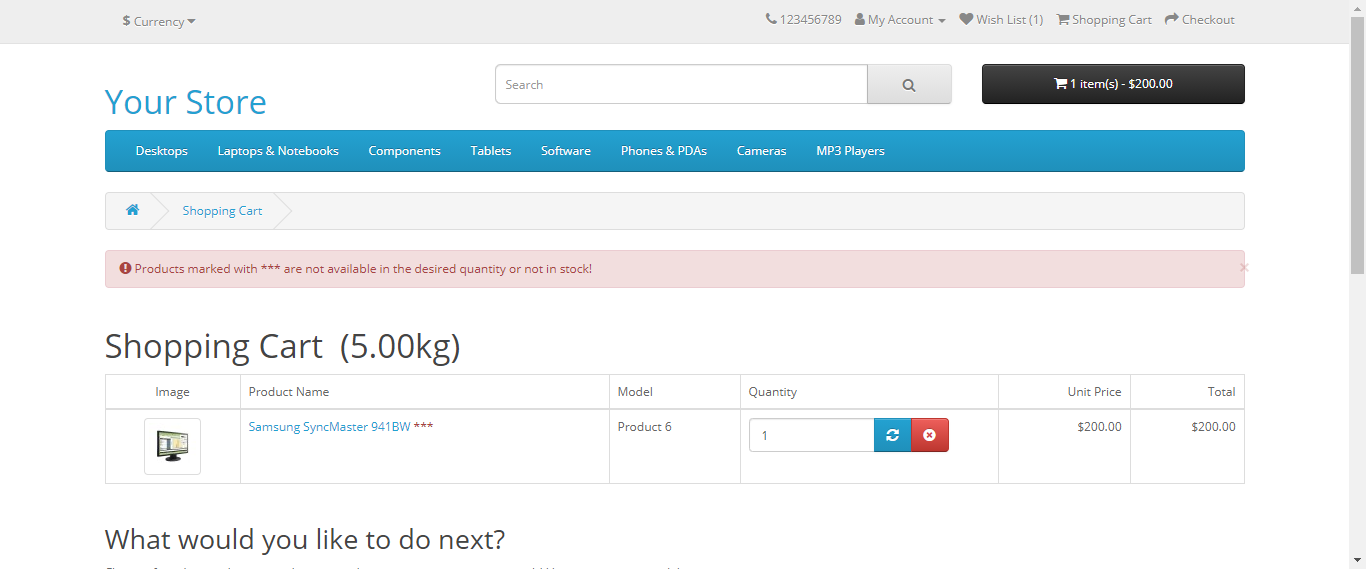 $ Currency
123456789 My Account Wish List (1) Shopping Cart Checkout
Your Store
Search
1 item(s) - $200.00
Desktops Laptops & Notebooks Components Tablets Software Phones & PDAs Cameras MP3 Players
Shopping Cart
Products marked with *** are not available in the desired quantity or not in stock!
×
Shopping Cart (5.00kg)
Image Product Name Model Quantity Unit Price Total
Samsung SyncMaster 941BW *** Product 6 1 $200.00 $200.00
What would you like to do next?